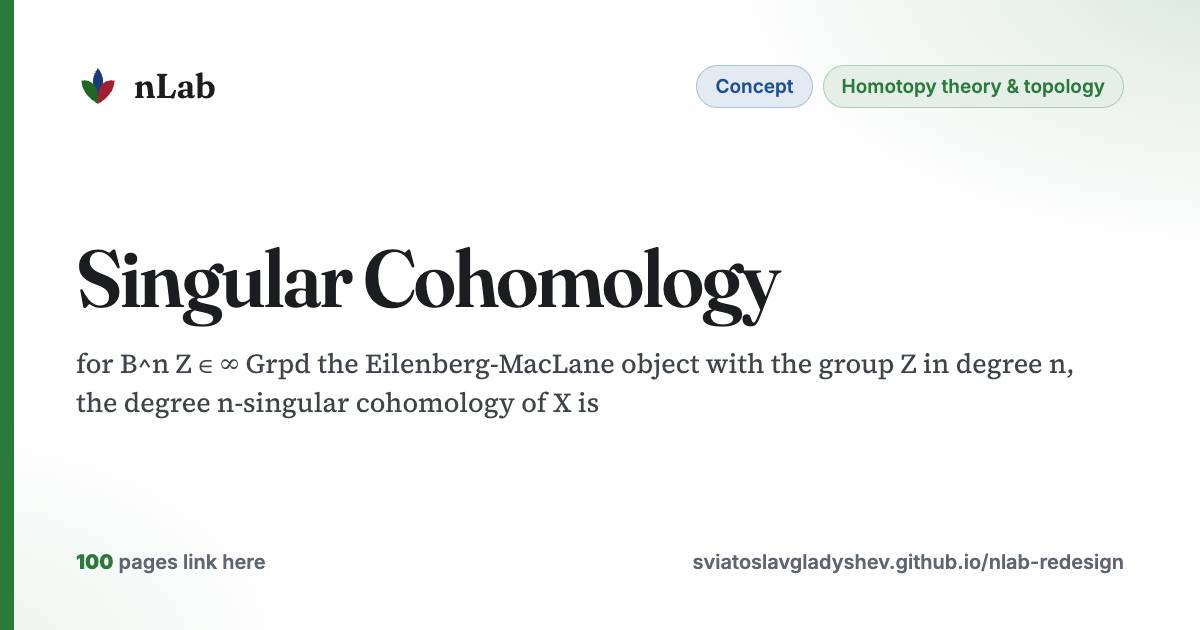 nLab
Concept
Homotopy theory & topology
Singular Cohomology
for B^n Z ∈ ∞ Grpd the Eilenberg-MacLane object with the group Z in degree n,
the degree n-singular cohomology of X is
100 pages link here
sviatoslavgladyshev.github.io/nlab-redesign